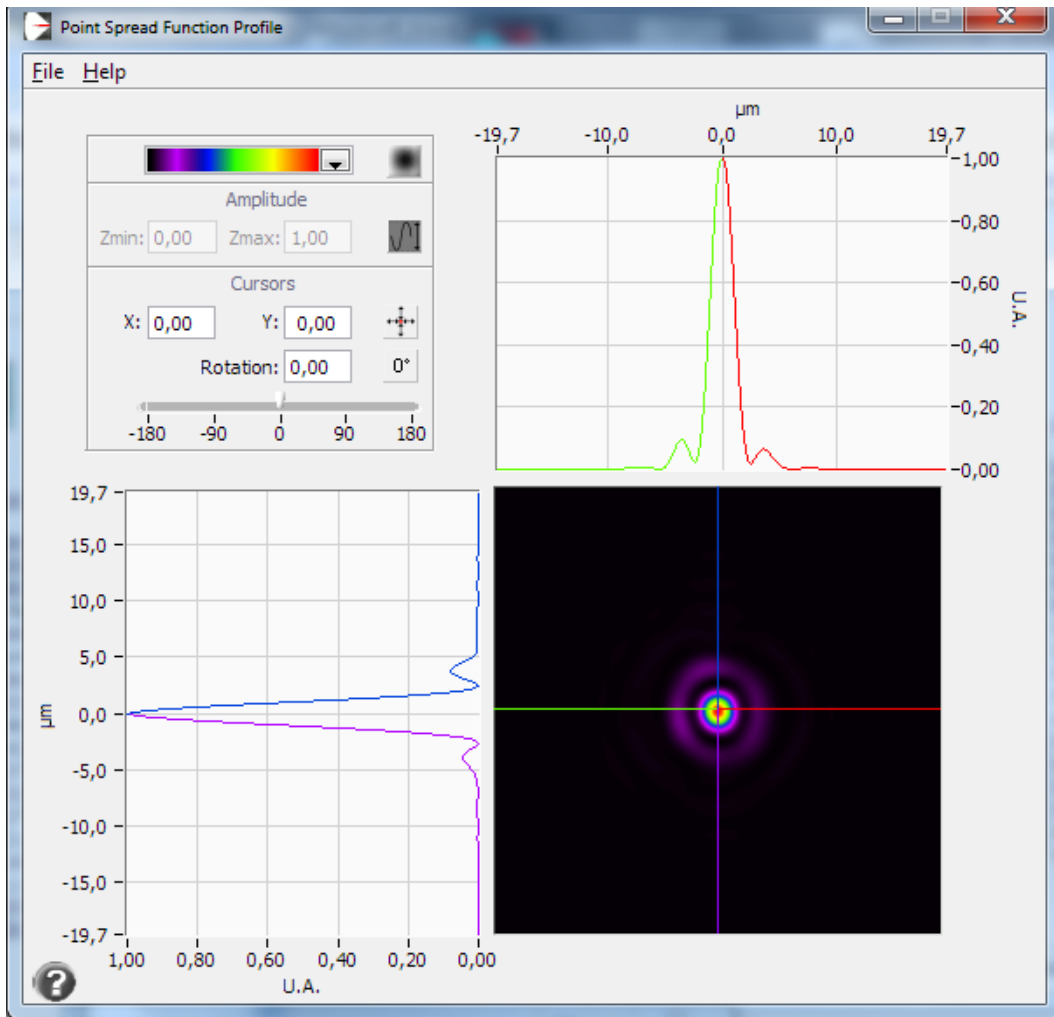 Point Spread Function Profile
File Help
Amplitude
Zmin: 0,00 Zmax: 1,00
Cursors
X: 0,00 Y: 0,00
Rotation: 0,00 0°
-180 -90 0 90 180
µm
-19,7 -10,0 0,0 10,0 19,7
1,00
0,80
0,60
0,40
0,20
0,00
U.A.
19,7
15,0
10,0
5,0
0,0
-5,0
-10,0
-15,0
-19,7
µm
1,00 0,80 0,60 0,40 0,20 0,00
U.A.
?